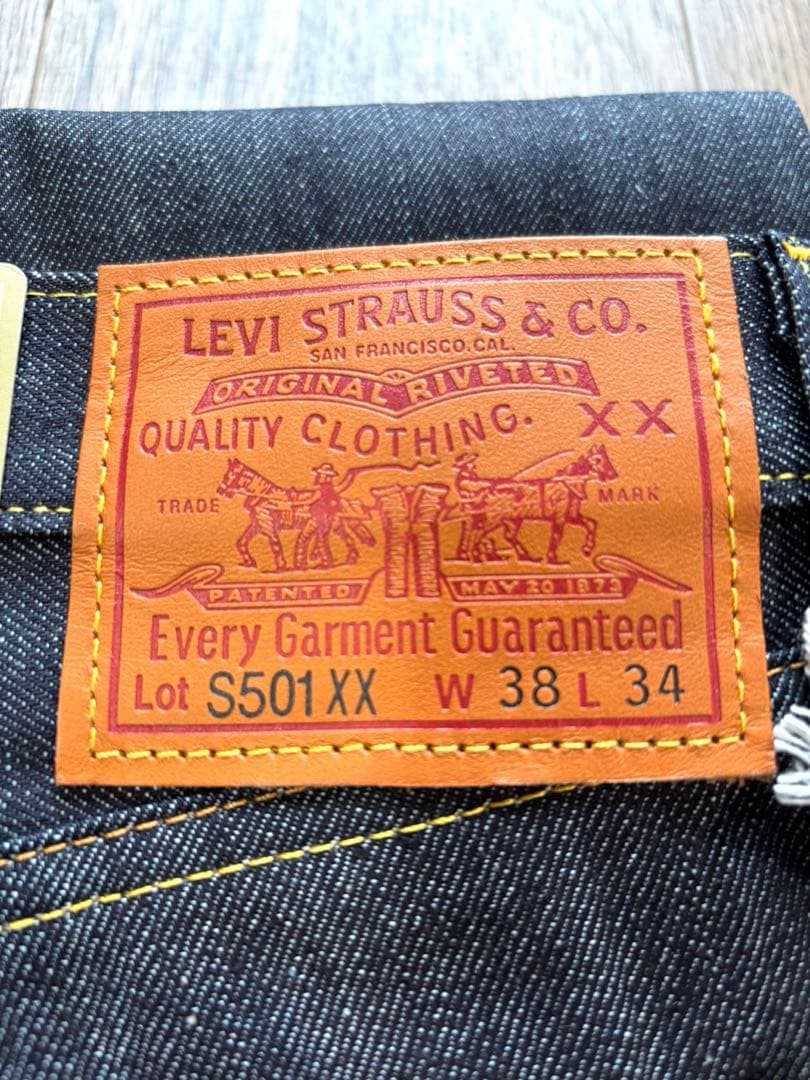 LEVI STRAUSS & CO.
SAN FRANCISCO.CAL.
ORIGINAL RIVETED
QUALITY CLOTHING. XX
TRADE MARK
PATENTED MAY 20 1873
Every Garment Guaranteed
Lot S501XX W 38 L 34